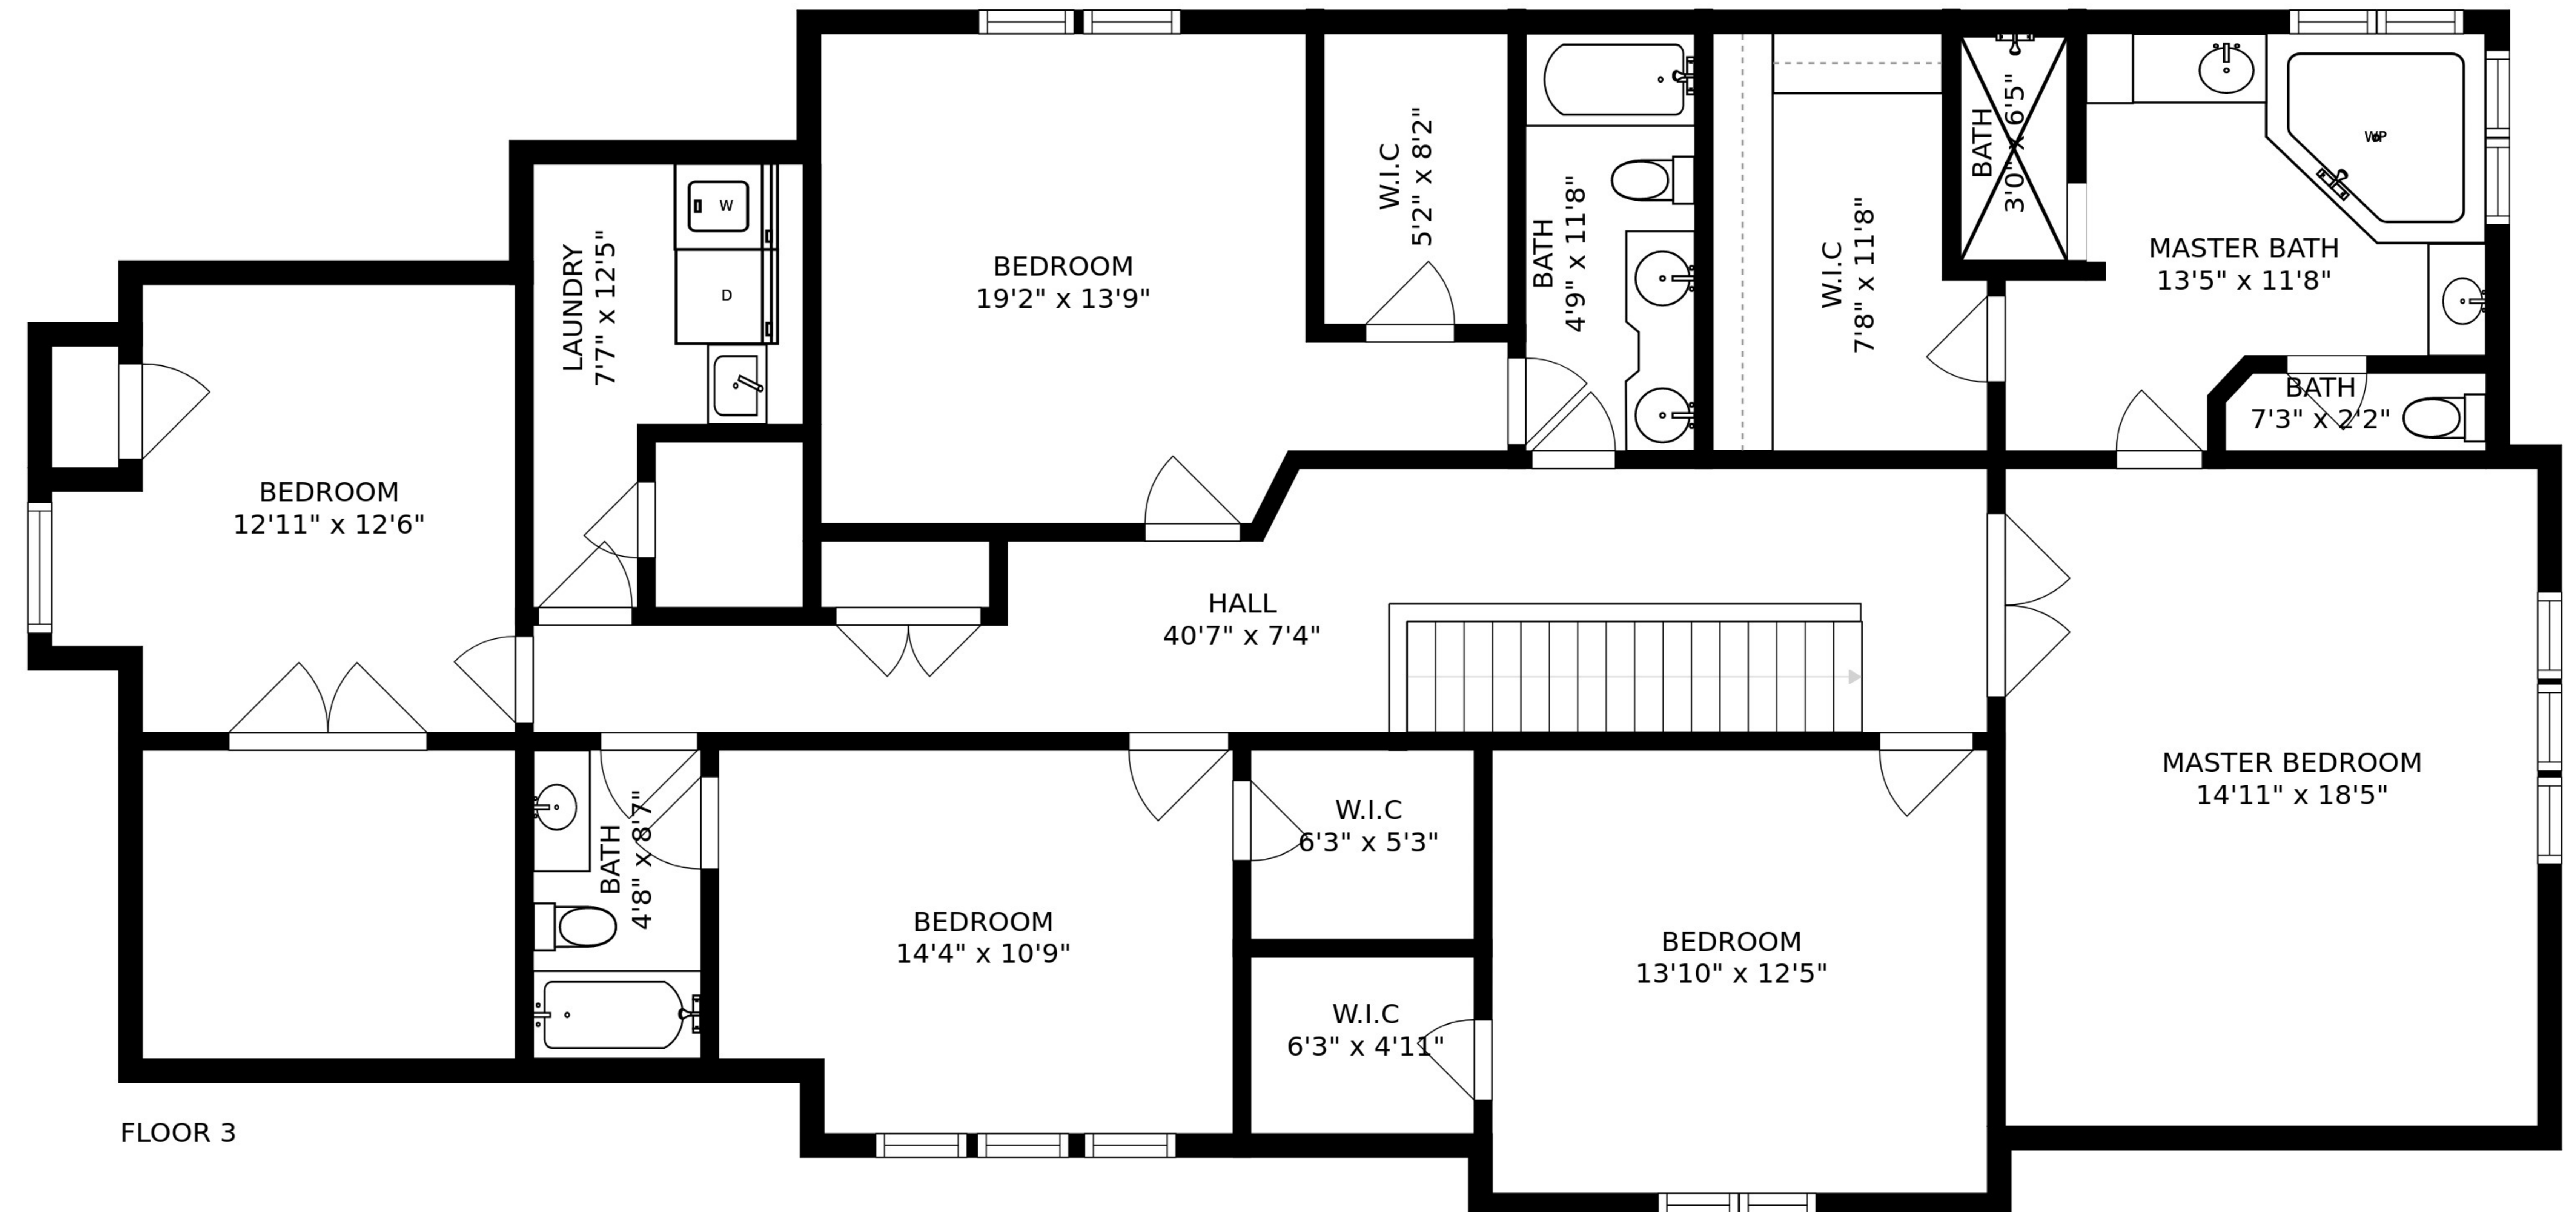 BEDROOM
19'2" x 13'9"
W.I.C
5'2" x 8'2"
BATH
4'9" x 11'8"
W.I.C
7'8" x 11'8"
BATH
3'0" x 6'5"
WP
MASTER BATH
13'5" x 11'8"
BATH
7'3" x 2'2"
W
D
LAUNDRY
7'7" x 12'5"
BEDROOM
12'11" x 12'6"
HALL
40'7" x 7'4"
MASTER BEDROOM
14'11" x 18'5"
BATH
4'8" x 8'7"
BEDROOM
14'4" x 10'9"
W.I.C
6'3" x 5'3"
W.I.C
6'3" x 4'11"
BEDROOM
13'10" x 12'5"
FLOOR 3